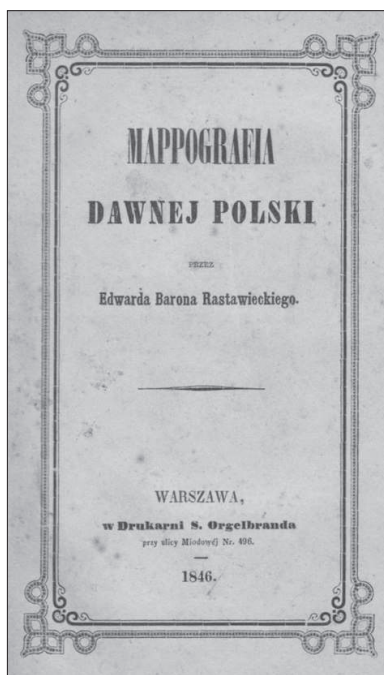 MAPPOGRAFIA
DAWNEJ POLSKI
PRZEZ
Edwarda Barona Rastawieckiego.
WARSZAWA,
w Drukarni S. Orgelbranda
przy ulicy Miodowéj Nr. 496.
1846.